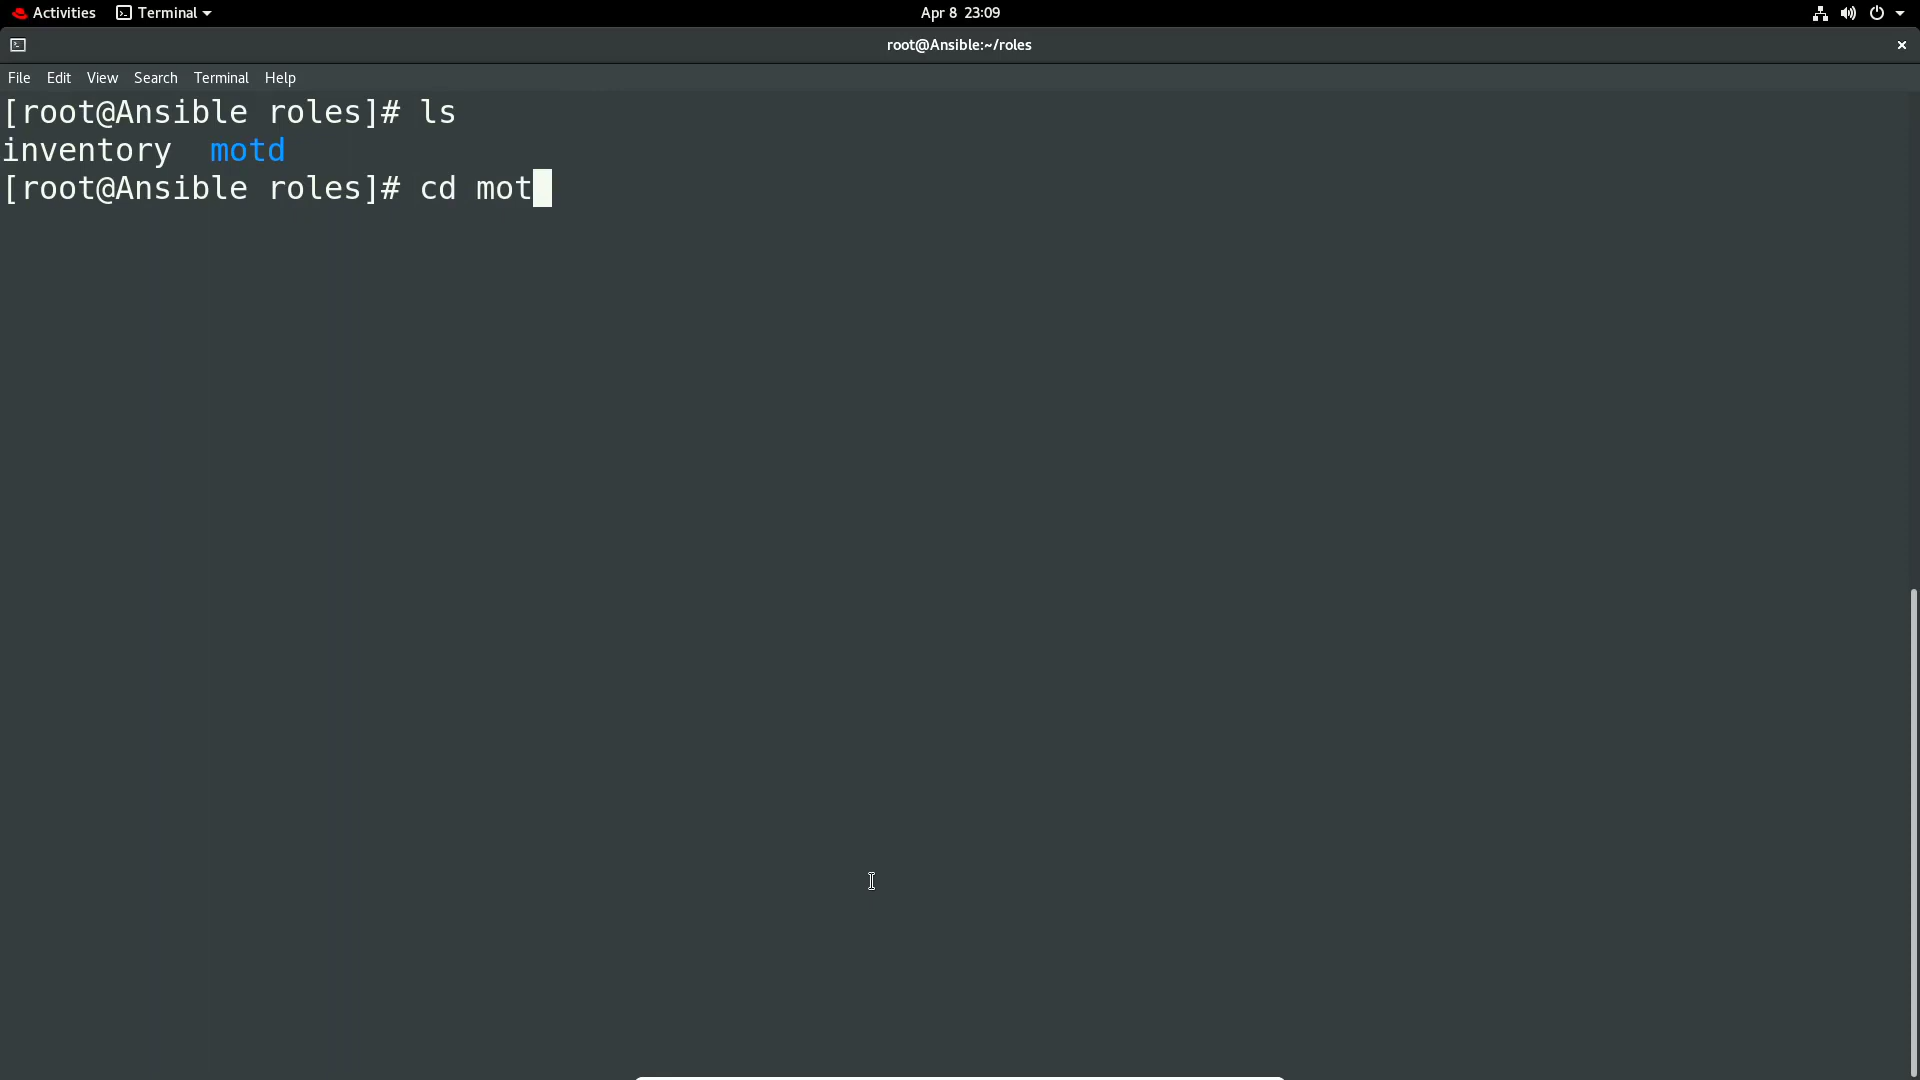 Activities Terminal Apr 8 23:09
root@Ansible:~/roles
File Edit View Search Terminal Help
[root@Ansible roles]# ls
inventory motd
[root@Ansible roles]# cd mot